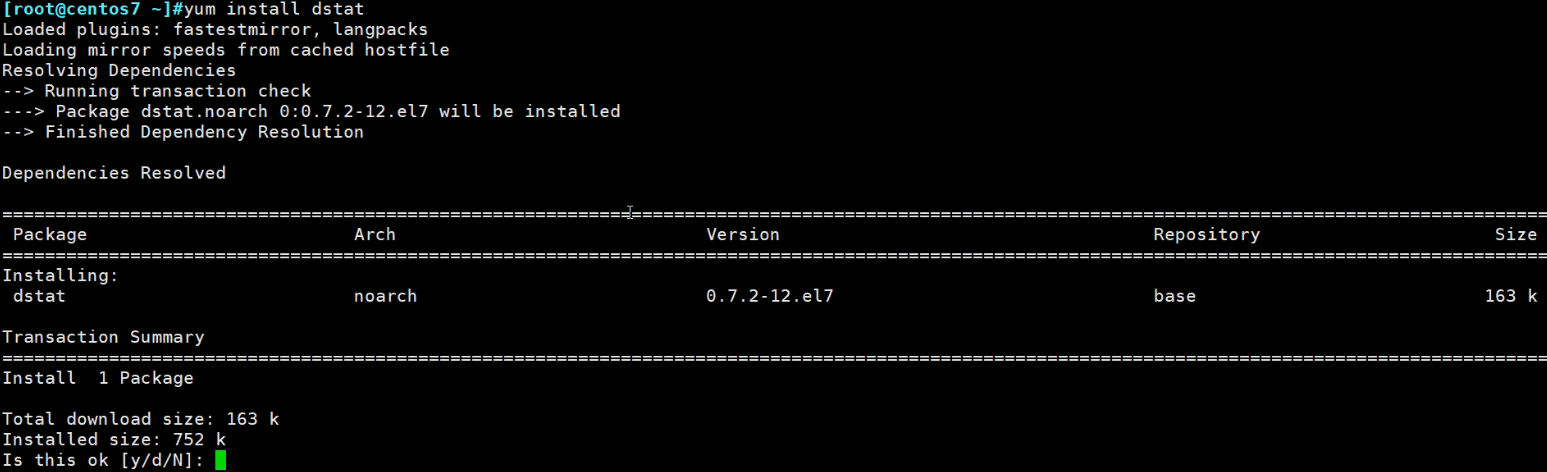 [root@centos7 ~]#yum install dstat
Loaded plugins: fastestmirror, langpacks
Loading mirror speeds from cached hostfile
Resolving Dependencies
--> Running transaction check
---> Package dstat.noarch 0:0.7.2-12.el7 will be installed
--> Finished Dependency Resolution

Dependencies Resolved

================================================================================
 Package Arch Version Repository Size
================================================================================
Installing:
 dstat noarch 0.7.2-12.el7 base 163 k

Transaction Summary
================================================================================
Install  1 Package

Total download size: 163 k
Installed size: 752 k
Is this ok [y/d/N]: